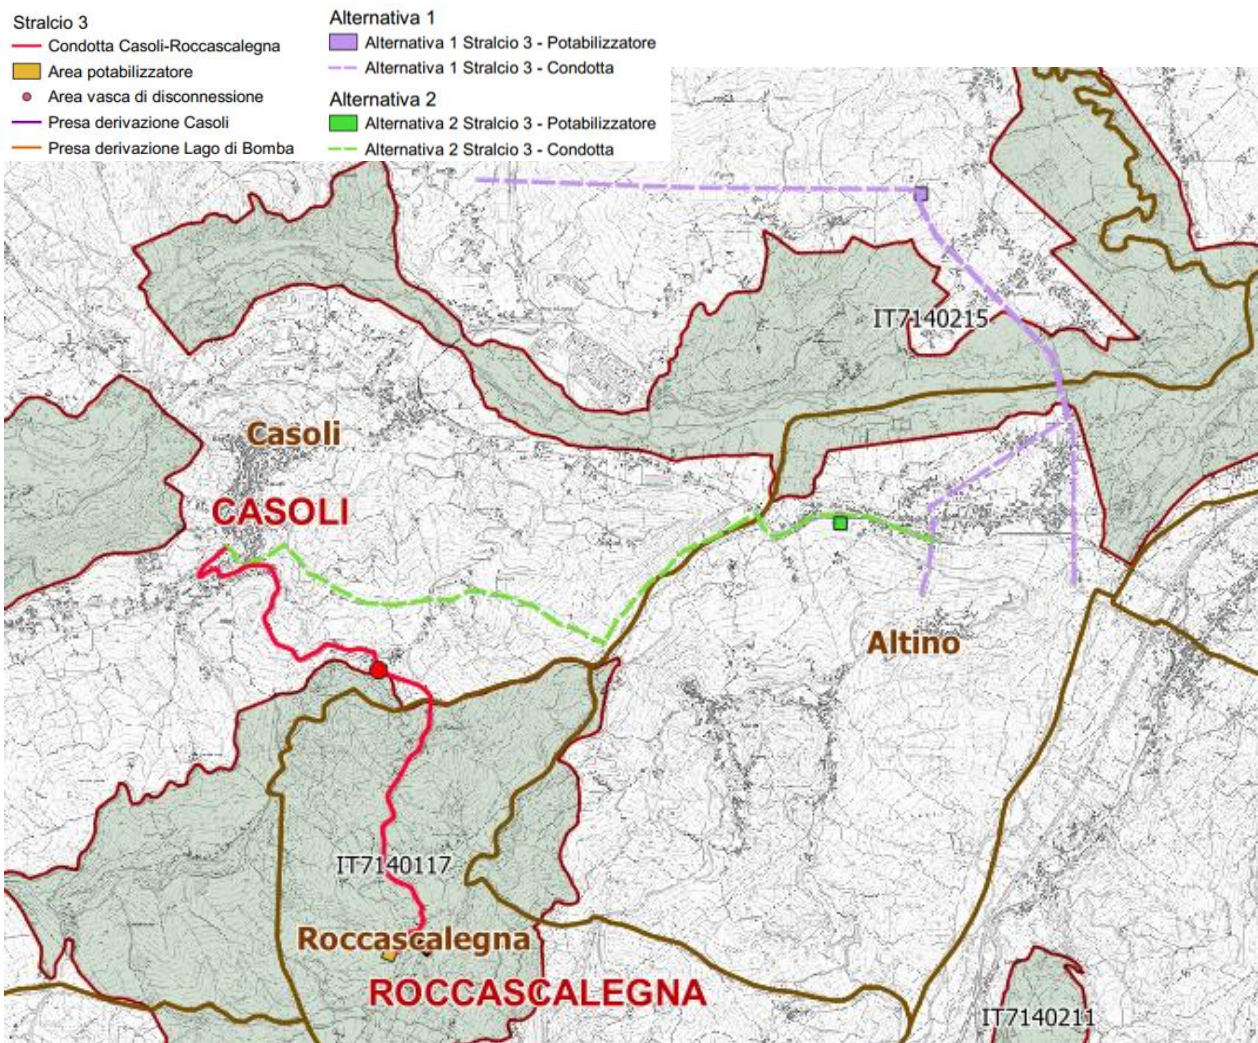 Stralcio 3
Condotta Casoli-Roccascalegna
Area potabilizzatore
Area vasca di disconnessione
Presa derivazione Casoli
Presa derivazione Lago di Bomba
Alternativa 1
Alternativa 1 Stralcio 3 - Potabilizzatore
Alternativa 1 Stralcio 3 - Condotta
Alternativa 2
Alternativa 2 Stralcio 3 - Potabilizzatore
Alternativa 2 Stralcio 3 - Condotta
IT7140215
Casoli
CASOLI
Altino
IT7140117
Roccascalegna
ROCCASCALEGNA
IT7140211